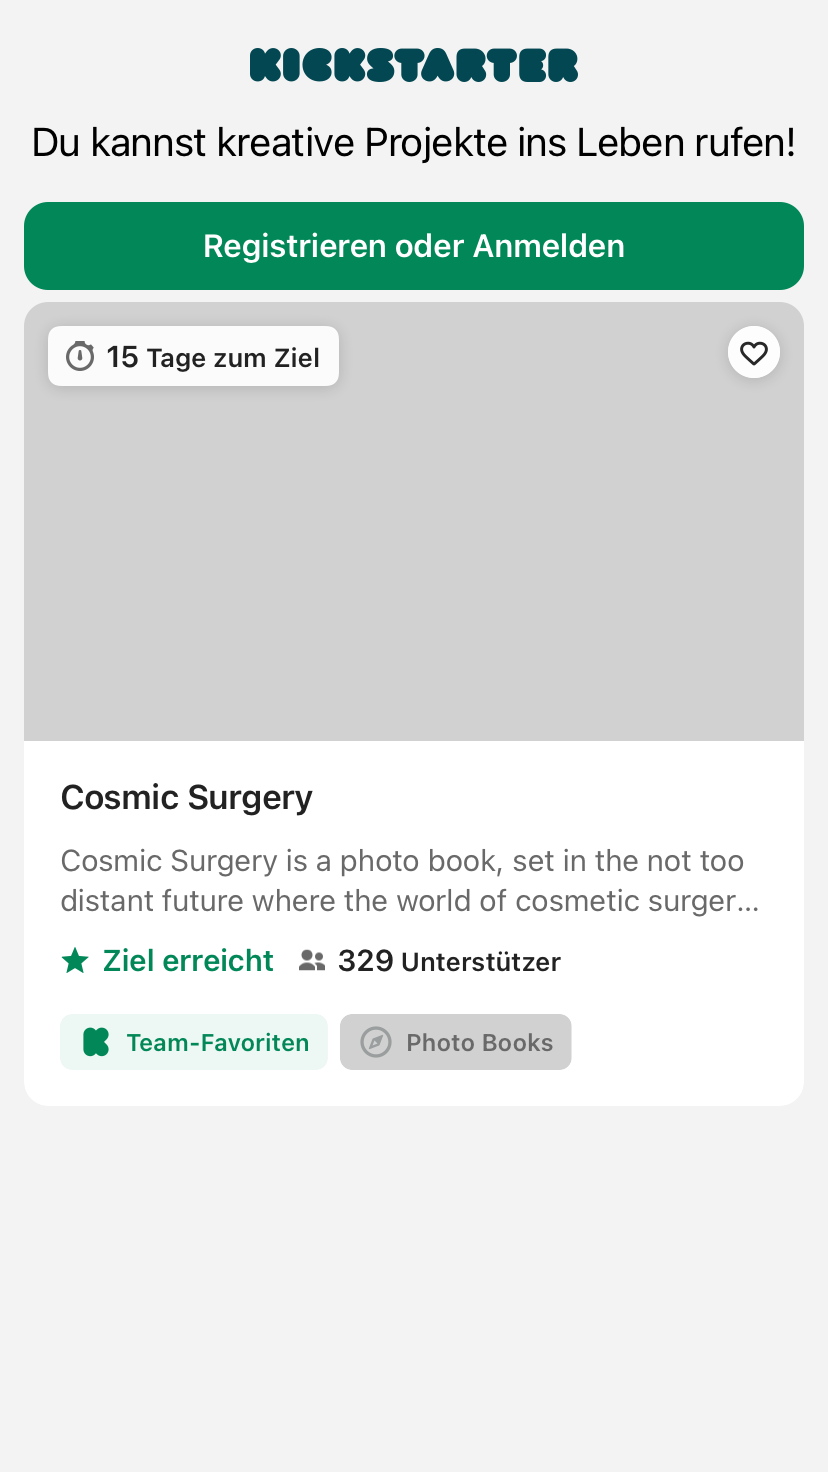 KICKSTARTER
Du kannst kreative Projekte ins Leben rufen!
Registrieren oder Anmelden
15 Tage zum Ziel
Cosmic Surgery
Cosmic Surgery is a photo book, set in the not too
distant future where the world of cosmetic surger…
Ziel erreicht 329 Unterstützer
Team-Favoriten Photo Books